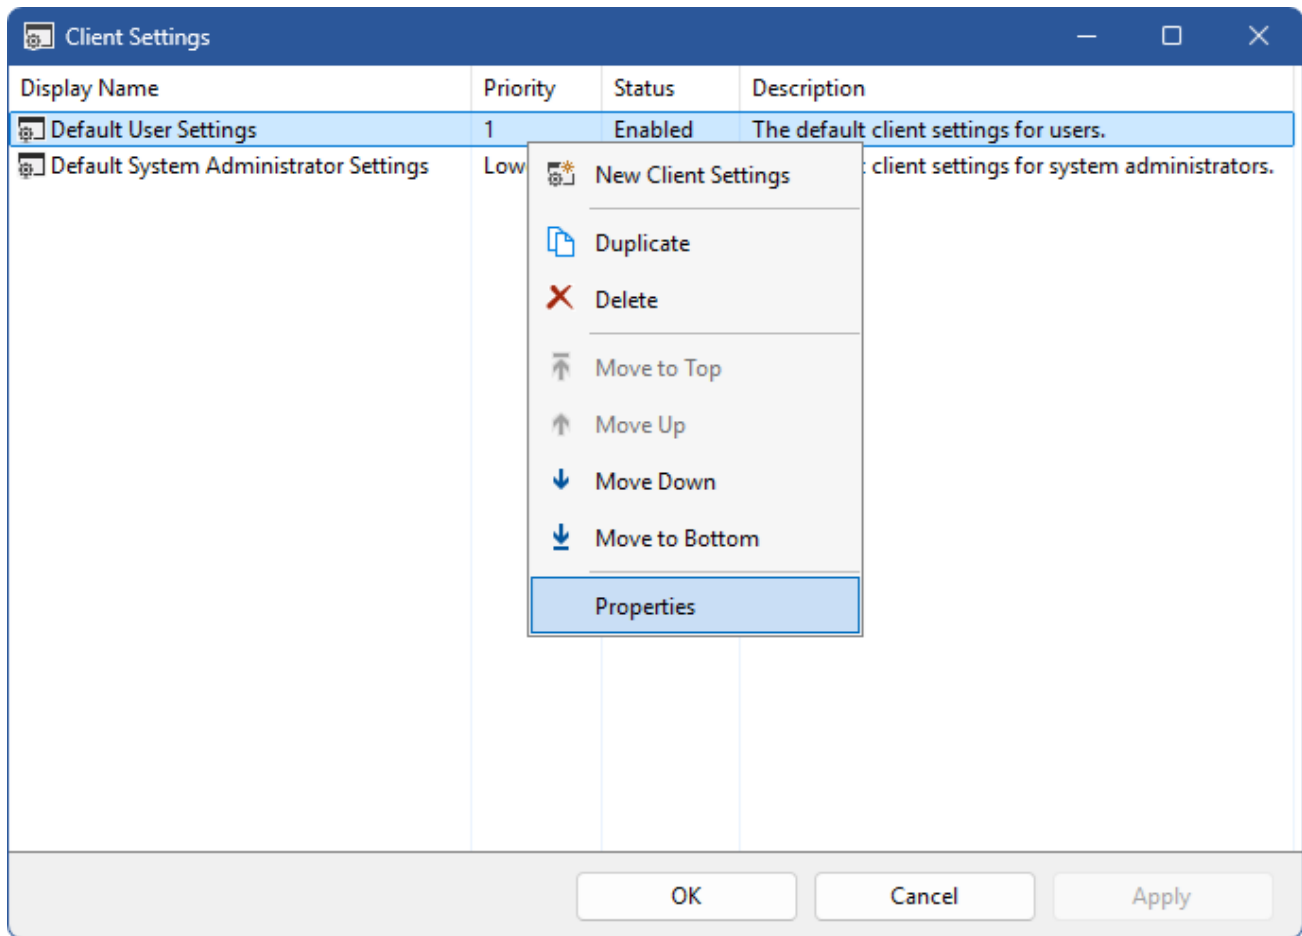 Client Settings
Display Name Priority Status Description
Default User Settings 1 Enabled The default client settings for users.
Default System Administrator Settings client settings for system administrators.
New Client Settings
Duplicate
Delete
Move to Top
Move Up
Move Down
Move to Bottom
Properties
OK Cancel Apply